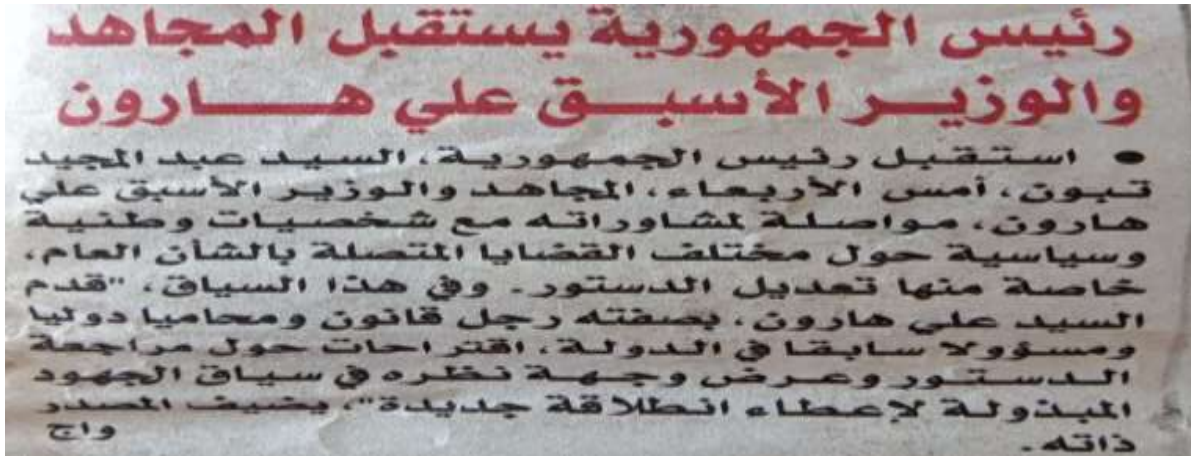 رئيس الجمهورية يستقبل المجاهد
والوزير الأسبق علي هارون
• استقبل رئيس الجمهورية، السيد عبد المجيد
تبون، أمس الأربعاء، المجاهد والوزير الأسبق علي
هارون، مواصلة لمشاوراته مع شخصيات وطنية
وسياسية حول مختلف القضايا المتصلة بالشأن العام،
خاصة منها تعديل الدستور. وفي هذا السياق، "قدم
السيد علي هارون، بصفته رجل قانون ومحاميا دوليا
ومسؤولا سابقا في الدولة، اقتراحات حول مراجعة
الدستور وعرض وجهة نظره في سياق الجهود
المبذولة لإعطاء انطلاقة جديدة"، يضيف المصدر
ذاته. واج